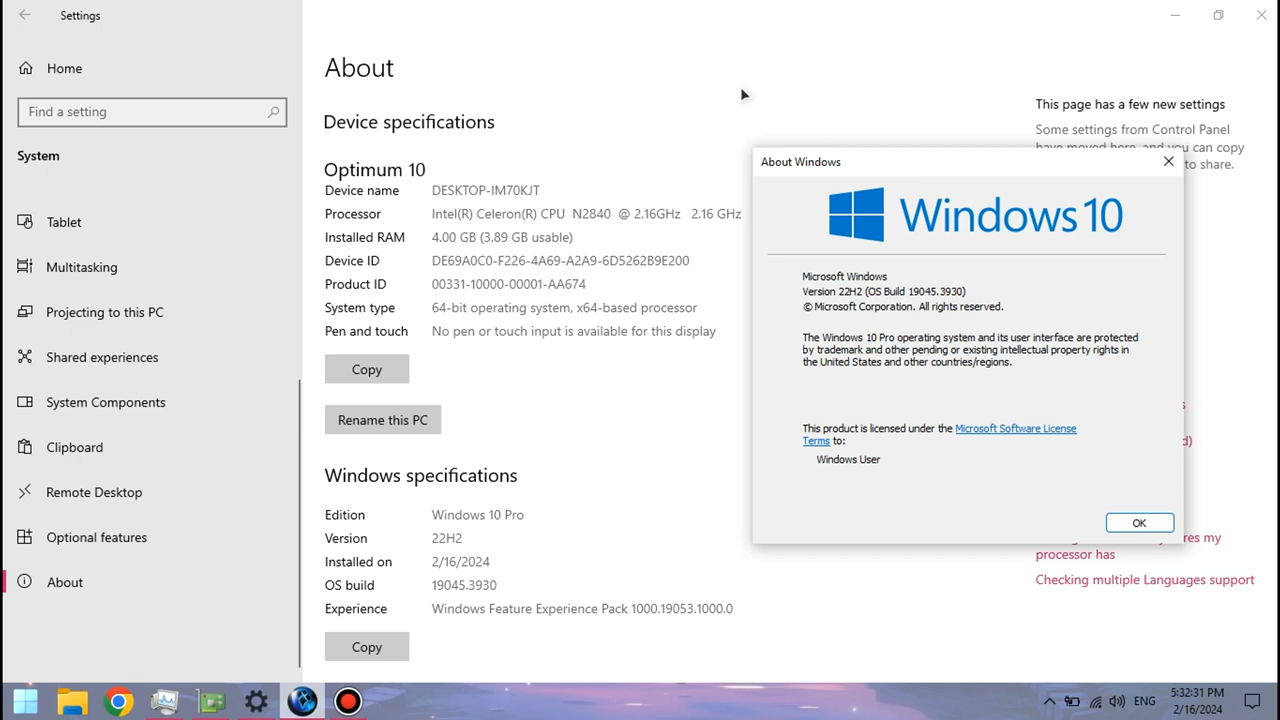 Settings
Home
Find a setting
System
Tablet
Multitasking
Projecting to this PC
Shared experiences
System Components
Clipboard
Remote Desktop
Optional features
About
About
Device specifications
Optimum 10
Device name DESKTOP-IM70KJT
Processor Intel(R) Celeron(R) CPU N2840 @ 2.16GHz 2.16 GHz
Installed RAM 4.00 GB (3.89 GB usable)
Device ID DE69A0C0-F226-4A69-A2A9-6D5262B9E200
Product ID 00331-10000-00001-AA674
System type 64-bit operating system, x64-based processor
Pen and touch No pen or touch input is available for this display
Copy
Rename this PC
Windows specifications
Edition Windows 10 Pro
Version 22H2
Installed on 2/16/2024
OS build 19045.3930
Experience Windows Feature Experience Pack 1000.19053.1000.0
Copy
This page has a few new settings
Some settings from Control Panel
have moved here, and you can copy
to share.
About Windows
Windows 10
Microsoft Windows
Version 22H2 (OS Build 19045.3930)
© Microsoft Corporation. All rights reserved.
The Windows 10 Pro operating system and its user interface are protected
by trademark and other pending or existing intellectual property rights in
the United States and other countries/regions.
This product is licensed under the Microsoft Software License
Terms to:
Windows User
OK
my
processor has
Checking multiple Languages support
ENG
5:32:31 PM
2/16/2024